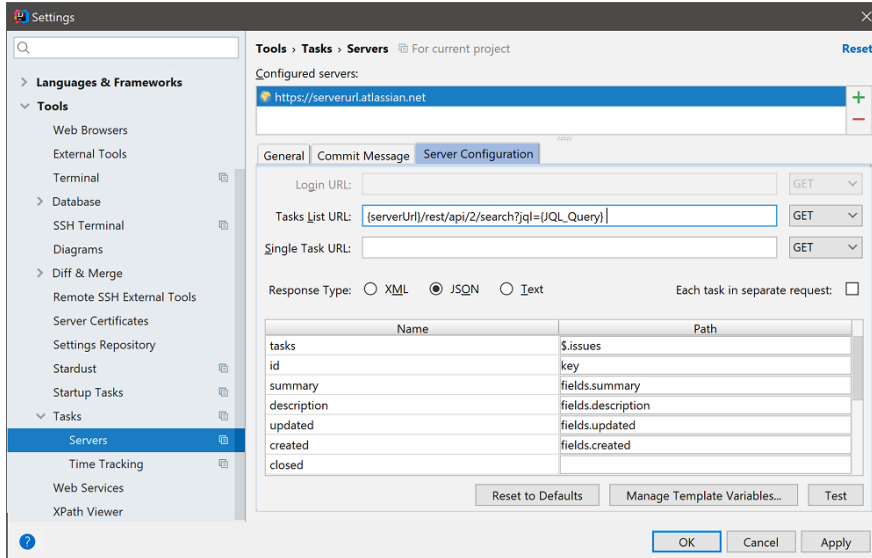 Settings
Tools › Tasks › Servers For current project Reset
Configured servers:
https://serverurl.atlassian.net
Languages & Frameworks
Tools
Web Browsers
External Tools
Terminal
Database
SSH Terminal
Diagrams
Diff & Merge
Remote SSH External Tools
Server Certificates
Settings Repository
Stardust
Startup Tasks
Tasks
Servers
Time Tracking
Web Services
XPath Viewer
General Commit Message Server Configuration
Login URL: GET
Tasks List URL: {serverUrl}/rest/api/2/search?jql={JQL_Query} GET
Single Task URL: GET
Response Type: XML JSON Text Each task in separate request:
Name Path
tasks $.issues
id key
summary fields.summary
description fields.description
updated fields.updated
created fields.created
closed
Reset to Defaults Manage Template Variables... Test
? OK Cancel Apply